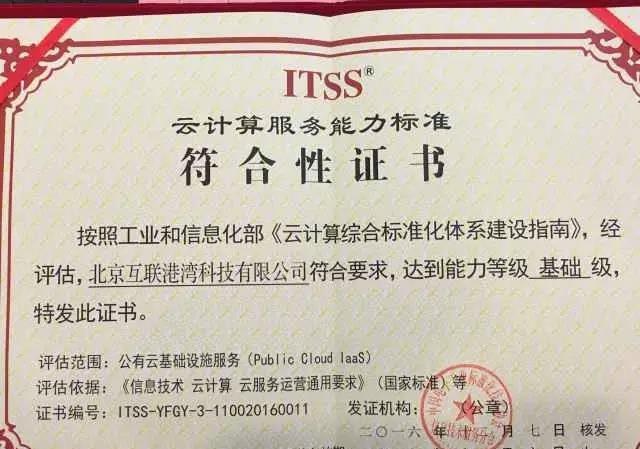 ITSS®
云计算服务能力标准
符合性证书
按照工业和信息化部《云计算综合标准化体系建设指南》,经
评估,北京互联港湾科技有限公司符合要求,达到能力等级 基础 级,
特发此证书。
评估范围:公有云基础设施服务(Public Cloud IaaS)
评估依据:《信息技术 云计算 云服务运营通用要求》(国家标准)等
证书编号:ITSS-YFGY-3-110020160011 发证机构: (公章)
二〇一六 年 月 七 日 核发